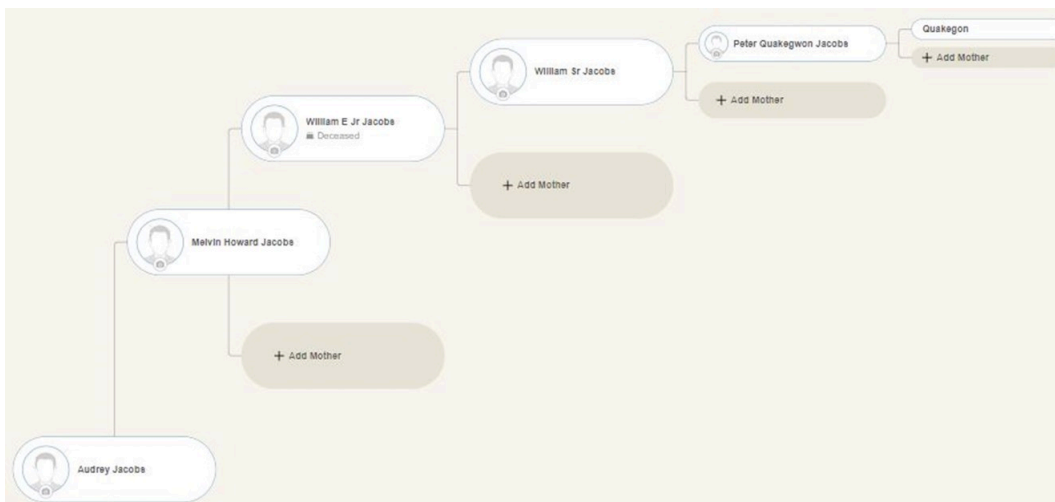 Quakegon
Peter Quakegwon Jacobs
+ Add Mother
William Sr Jacobs
+ Add Mother
William E Jr Jacobs
Deceased
+ Add Mother
Melvin Howard Jacobs
+ Add Mother
Audrey Jacobs